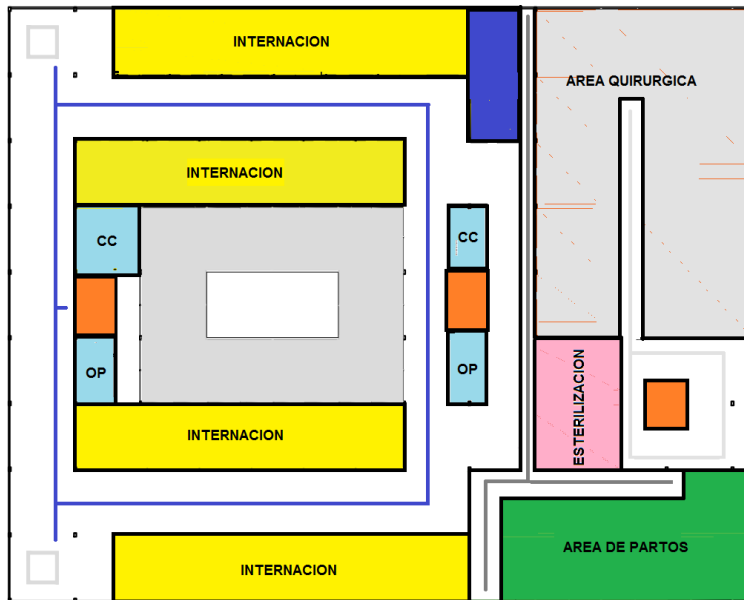 INTERNACION
AREA QUIRURGICA
INTERNACION
CC
CC
OP
OP
ESTERILIZACION
INTERNACION
AREA DE PARTOS
INTERNACION